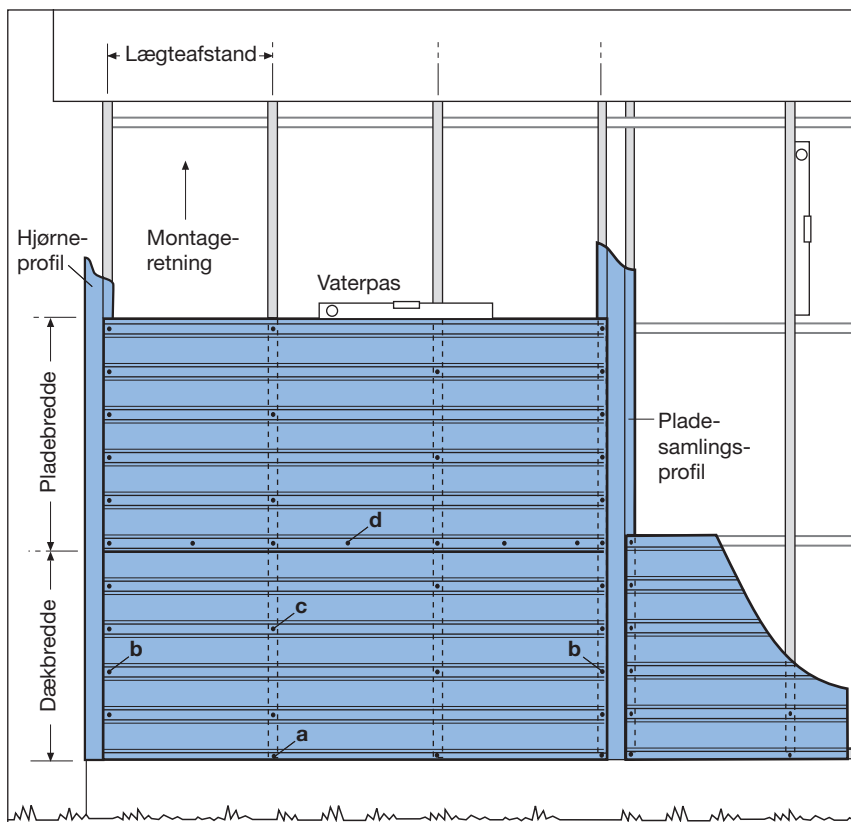 Lægteafstand
Hjørne-
profil
Montage-
retning
Vaterpas
Pladebredde
Plade-
samlings-
profil
d
c
b
b
Dækbredde
a